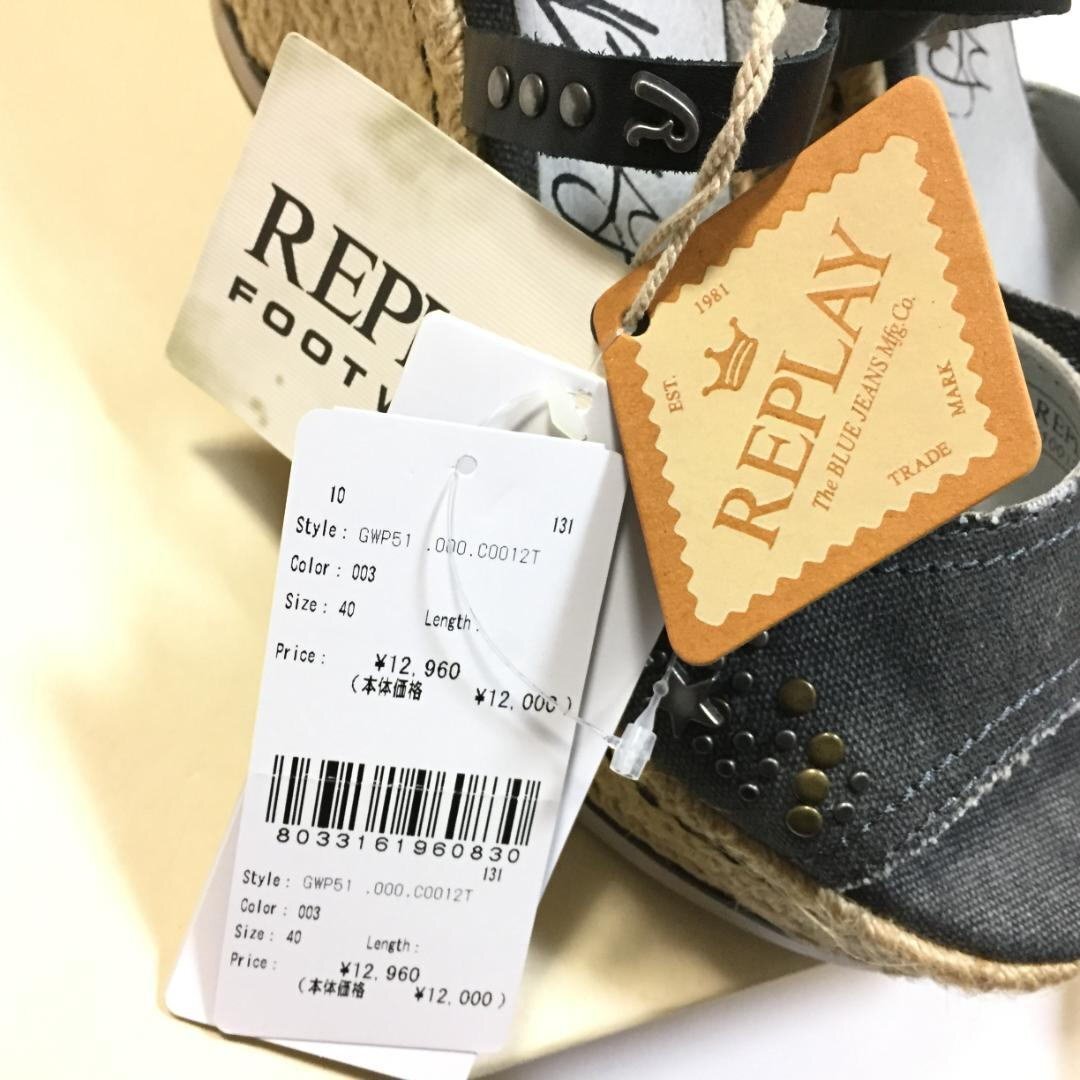 FOOT
EST. 1981
REPLAY
The BLUE JEANS Mfg.Co.
TRADE MARK
10
131
Style: GWP51 .000.C0012T
Color: 003
Size: 40 Length:
Price: ¥12,960
(本体価格 ¥12,000)
8033161960830
131
Style: GWP51 .000.C0012T
Color: 003
Size: 40 Length:
Price: ¥12,960
(本体価格 ¥12,000)